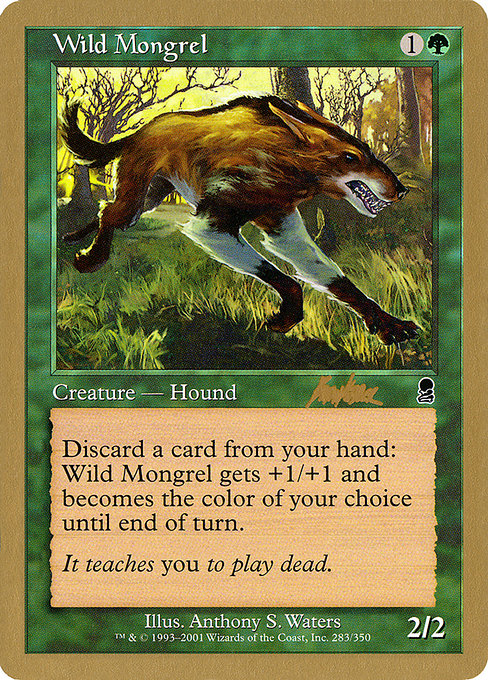 Wild Mongrel 1
Creature — Hound
Discard a card from your hand:
Wild Mongrel gets +1/+1 and
becomes the color of your choice
until end of turn.
It teaches you to play dead.
Illus. Anthony S. Waters
™ & © 1993–2001 Wizards of the Coast, Inc. 283/350
2/2